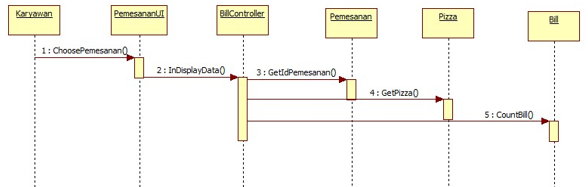 Karyawan
PemesananUI
BillController
Pemesanan
Pizza
Bill
1 : ChoosePemesanan()
2 : InDisplayData()
3 : GetIdPemesanan()
4 : GetPizza()
5 : CountBill()